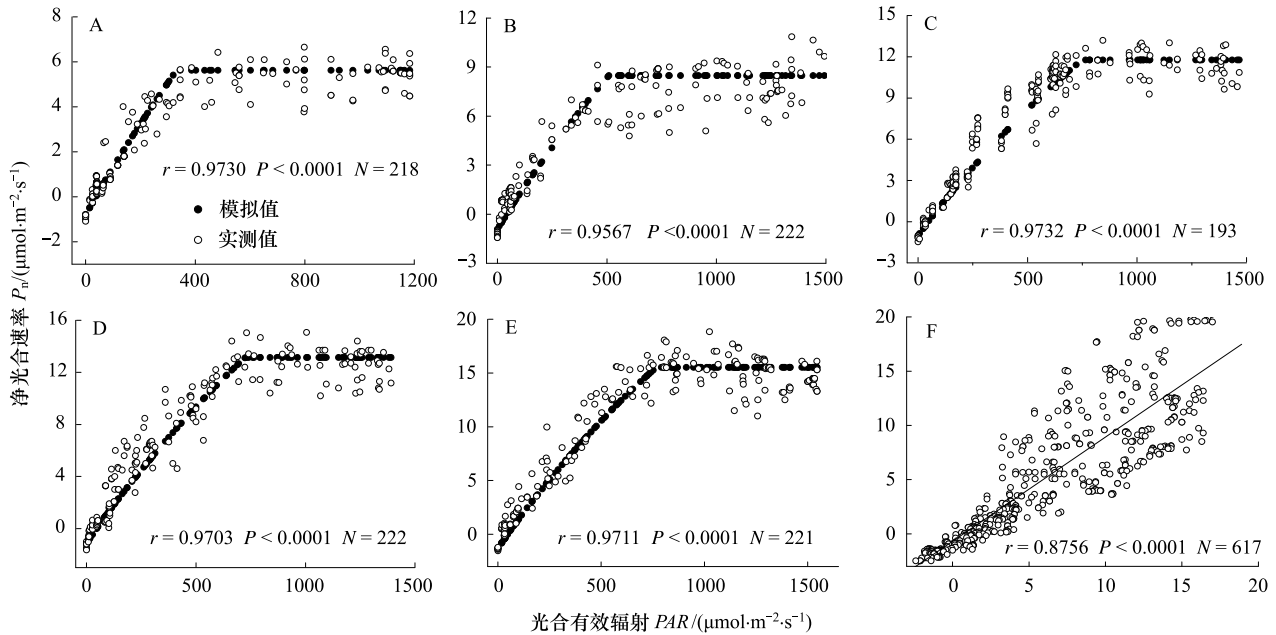 净光合速率 Pn/(μmol·m−2·s−1)
A
8
6
4
2
0
−2
0 400 800 1200
r = 0.9730 P < 0.0001 N = 218
模拟值
实测值
B
12
9
6
3
0
−3
0 500 1000 1500
r = 0.9567 P <0.0001 N = 222
C
15
12
9
6
3
0
−3
0 500 1000 1500
r = 0.9732 P < 0.0001 N = 193
D
16
12
8
4
0
0 500 1000 1500
r = 0.9703 P < 0.0001 N = 222
E
20
15
10
5
0
0 500 1000 1500
r = 0.9711 P < 0.0001 N = 221
F
20
15
10
5
0
0 5 10 15 20
r = 0.8756 P < 0.0001 N = 617
光合有效辐射 PAR/(μmol·m−2·s−1)